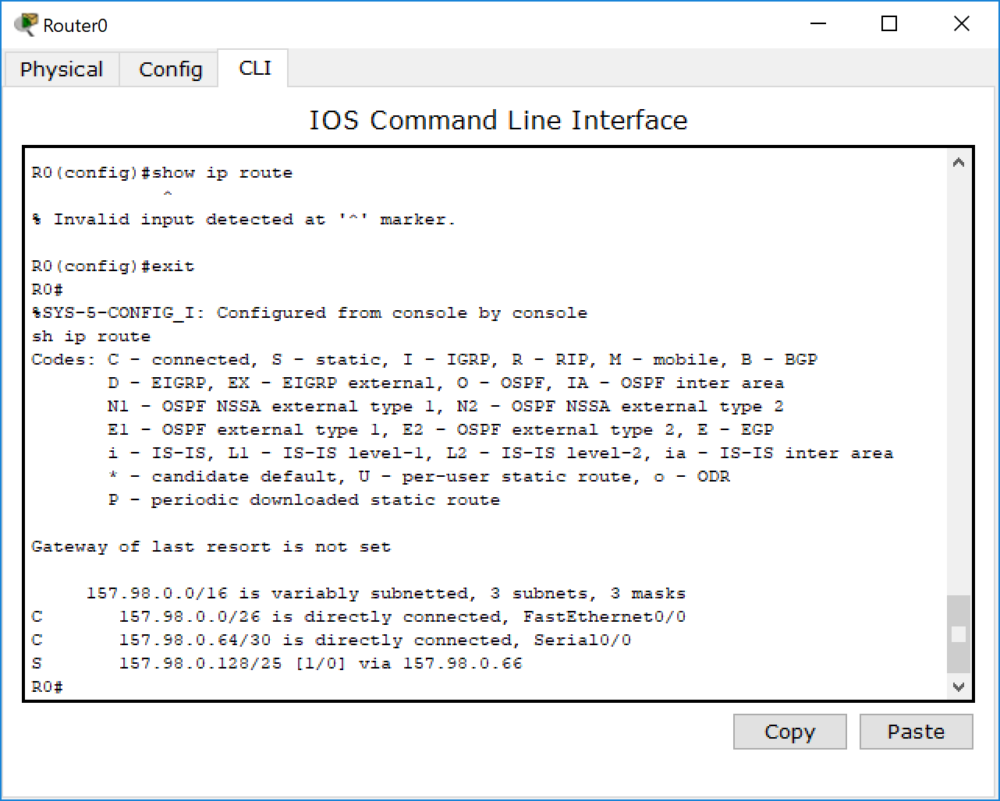 Router0
Physical Config CLI
IOS Command Line Interface
R0(config)#show ip route
            ^
% Invalid input detected at '^' marker.
R0(config)#exit
R0#
%SYS-5-CONFIG_I: Configured from console by console
sh ip route
Codes: C - connected, S - static, I - IGRP, R - RIP, M - mobile, B - BGP
       D - EIGRP, EX - EIGRP external, O - OSPF, IA - OSPF inter area
       N1 - OSPF NSSA external type 1, N2 - OSPF NSSA external type 2
       E1 - OSPF external type 1, E2 - OSPF external type 2, E - EGP
       i - IS-IS, L1 - IS-IS level-1, L2 - IS-IS level-2, ia - IS-IS inter area
       * - candidate default, U - per-user static route, o - ODR
       P - periodic downloaded static route
Gateway of last resort is not set
     157.98.0.0/16 is variably subnetted, 3 subnets, 3 masks
C       157.98.0.0/26 is directly connected, FastEthernet0/0
C       157.98.0.64/30 is directly connected, Serial0/0
S       157.98.0.128/25 [1/0] via 157.98.0.66
R0#
Copy Paste